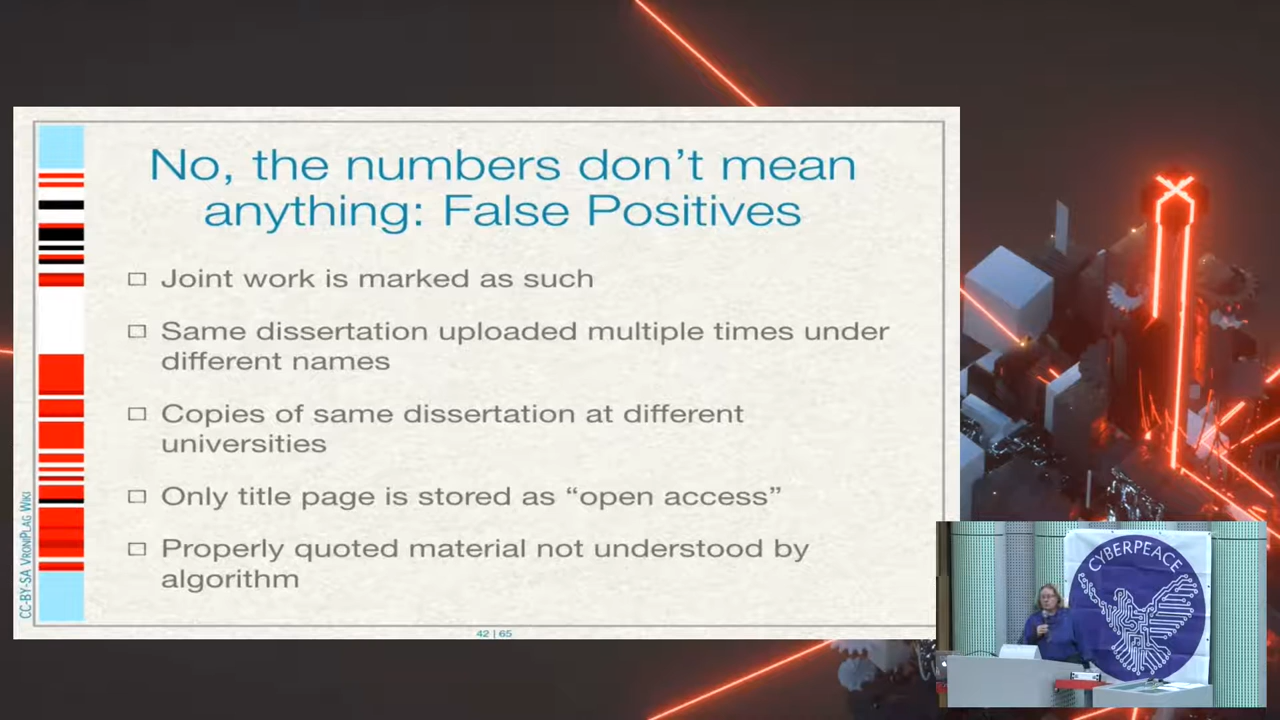 No, the numbers don’t mean
anything: False Positives
Joint work is marked as such
Same dissertation uploaded multiple times under
different names
Copies of same dissertation at different
universities
Only title page is stored as “open access”
Properly quoted material not understood by
algorithm
CC-BY-SA VRONIPLAG WIKI
42 | 65
CYBERPEACE